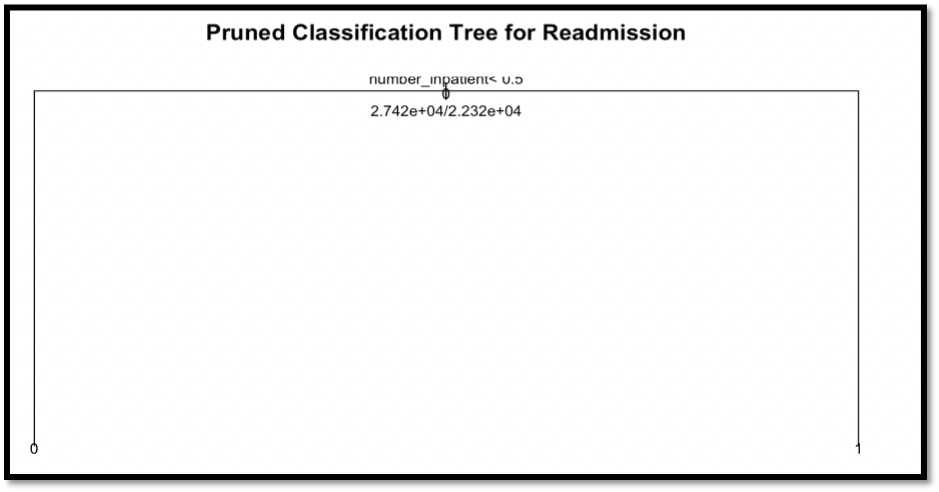 Pruned Classification Tree for Readmission
number_inpatient< 0.5
0
2.742e+04/2.232e+04
0
1